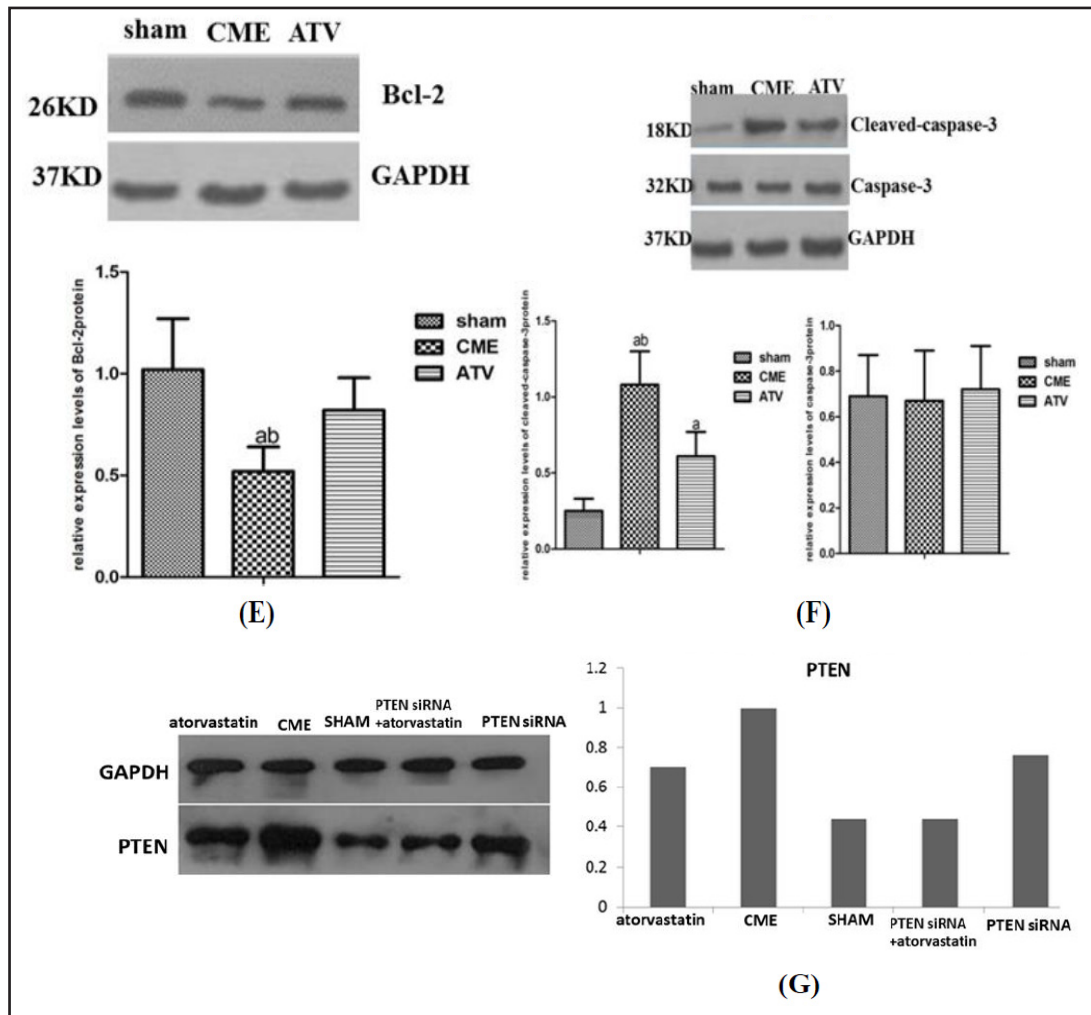 sham CME ATV
26KD Bcl-2
37KD GAPDH
relative expression levels of Bcl-2protein
1.5
1.0
0.5
0.0
ab
sham
CME
ATV
(E)
sham CME ATV
18KD Cleaved-caspase-3
32KD Caspase-3
37KD GAPDH
relative expression levels of cleaved-caspase-3protein
1.5
1.0
0.5
0.0
ab
a
sham
CME
ATV
relative expression levels of caspase-3protein
1.0
0.8
0.6
0.4
0.2
0.0
sham
CME
ATV
(F)
atorvastatin CME SHAM PTEN siRNA +atorvastatin PTEN siRNA
GAPDH
PTEN
PTEN
1.2
1
0.8
0.6
0.4
0.2
0
atorvastatin CME SHAM PTEN siRNA +atorvastatin PTEN siRNA
(G)